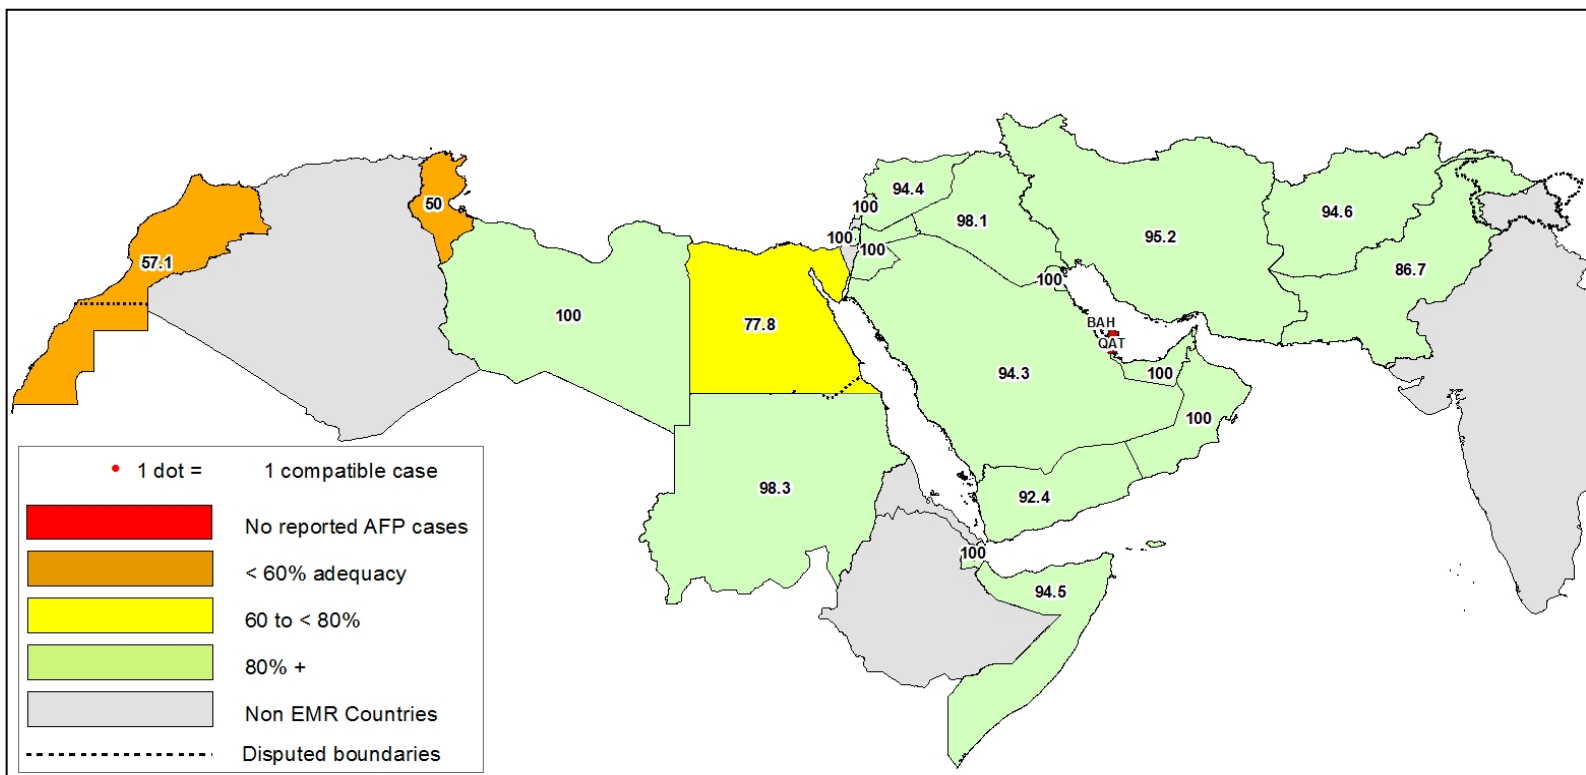 94.4
100
50
94.6
98.1
100
95.2
100
57.1
86.7
100
100
77.8
BAH
QAT
94.3
100
100
• 1 dot = 1 compatible case
98.3
92.4
No reported AFP cases
100
< 60% adequacy
94.5
60 to < 80%
80% +
Non EMR Countries
Disputed boundaries